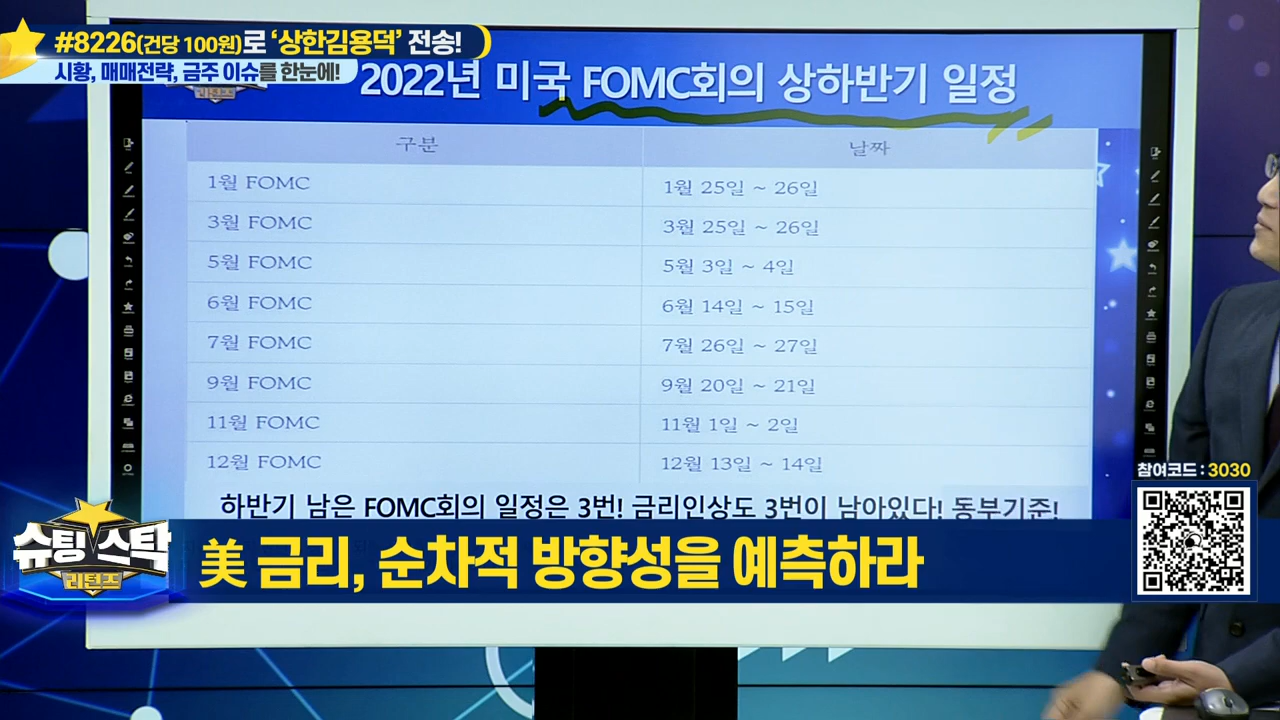 #8226(건당 100원)로 '상한김용덕' 전송!
시황, 매매전략, 금주 이슈를 한눈에!
리턴즈
2022년 미국 FOMC회의 상하반기 일정
구분 날짜
1월 FOMC 1월 25일 ~ 26일
3월 FOMC 3월 25일 ~ 26일
5월 FOMC 5월 3일 ~ 4일
6월 FOMC 6월 14일 ~ 15일
7월 FOMC 7월 26일 ~ 27일
9월 FOMC 9월 20일 ~ 21일
11월 FOMC 11월 1일 ~ 2일
12월 FOMC 12월 13일 ~ 14일
하반기 남은 FOMC회의 일정은 3번! 금리인상도 3번이 남아있다! 동부기준!
참여코드 : 3030
슈팅스탁
리턴즈
美 금리, 순차적 방향성을 예측하라